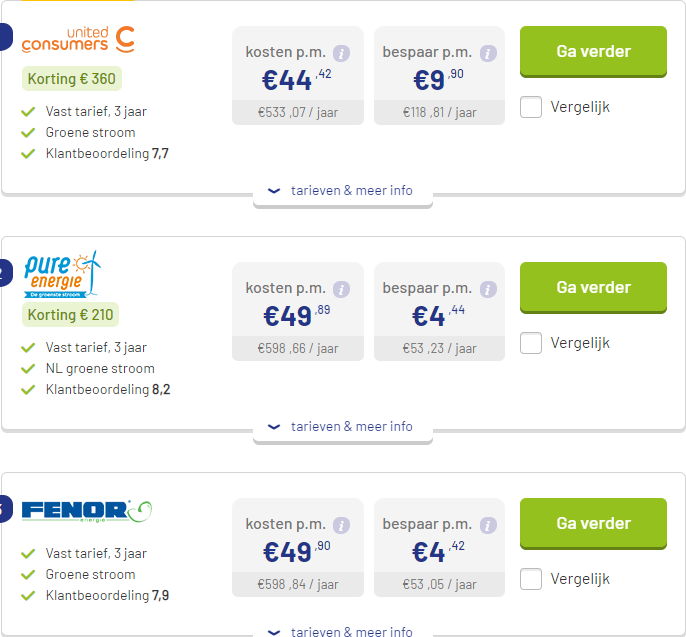 united
consumers
Korting € 360
Vast tarief, 3 jaar
Groene stroom
Klantbeoordeling 7,7
kosten p.m. i
€44,42
€533 ,07 / jaar
bespaar p.m. i
€9,90
€118 ,81 / jaar
Ga verder
Vergelijk
tarieven & meer info
2
pure
energie
De groenste stroom
Korting € 210
Vast tarief, 3 jaar
NL groene stroom
Klantbeoordeling 8,2
kosten p.m. i
€49,89
€598 ,66 / jaar
bespaar p.m. i
€4,44
€53 ,23 / jaar
Ga verder
Vergelijk
tarieven & meer info
FENOR
energie
Vast tarief, 3 jaar
Groene stroom
Klantbeoordeling 7,9
kosten p.m. i
€49,90
€598 ,84 / jaar
bespaar p.m. i
€4,42
€53 ,05 / jaar
Ga verder
Vergelijk
tarieven & meer info